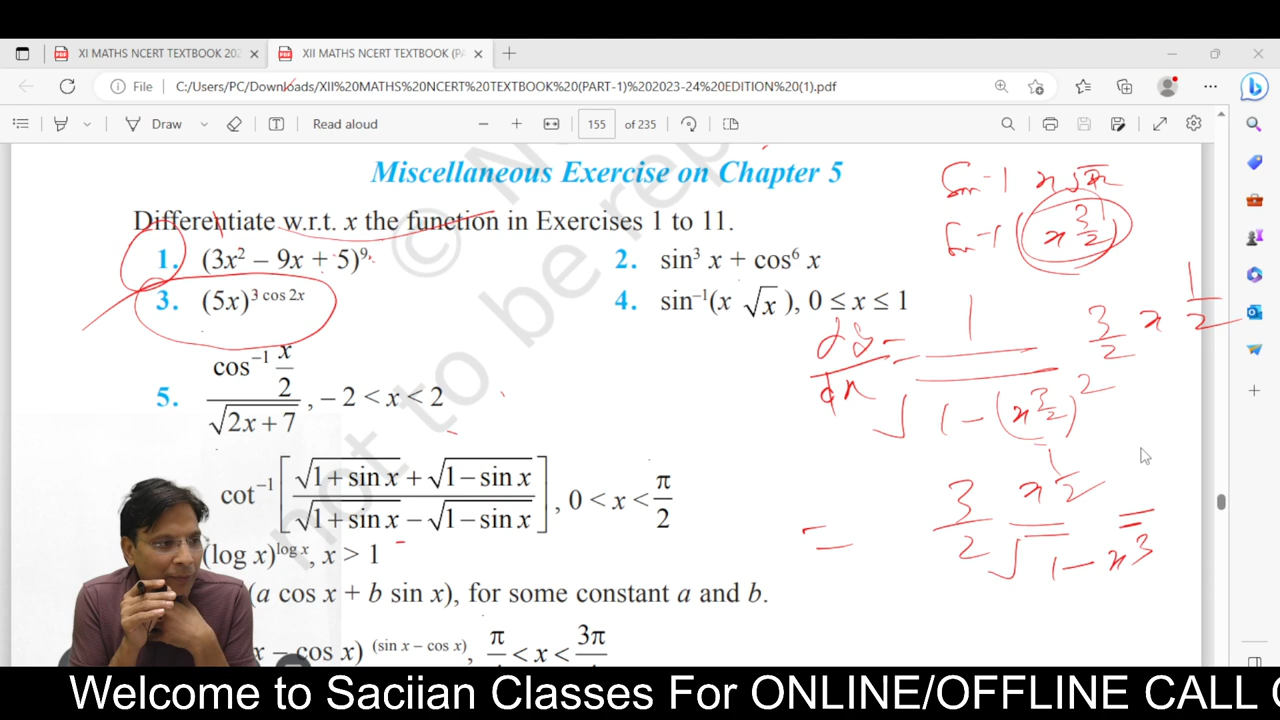 XI MATHS NCERT TEXTBOOK 202
XII MATHS NCERT TEXTBOOK (PA
File C:/Users/PC/Downloads/XII%20MATHS%20NCERT%20TEXTBOOK%20(PART-1)%202023-24%20EDITION%20(1).pdf
Draw Read aloud 155 of 235
Miscellaneous Exercise on Chapter 5
Differentiate w.r.t. x the function in Exercises 1 to 11.
1. (3x² – 9x + 5)⁹
2. sin³ x + cos⁶ x
3. (5x)^(3 cos 2x)
4. sin⁻¹(x √x), 0 ≤ x ≤ 1
5. cos⁻¹ x/2 / √(2x + 7), – 2 < x < 2
cot⁻¹ [(√(1 + sin x) + √(1 – sin x)) / (√(1 + sin x) – √(1 – sin x))], 0 < x < π/2
(log x)^(log x), x > 1
(a cos x + b sin x), for some constant a and b.
x – cos x) ^(sin x – cos x), π/ < x < 3π/
Sin⁻¹ x√x
Sin⁻¹ (x^(3/2))
dy/dx = 1/√(1 – (x^(3/2))²) 3/2 x^(1/2)
= 3/2 x^(1/2)/√(1 – x³) =
© N
not to be rep
Welcome to Saciian Classes For ONLINE/OFFLINE CALL